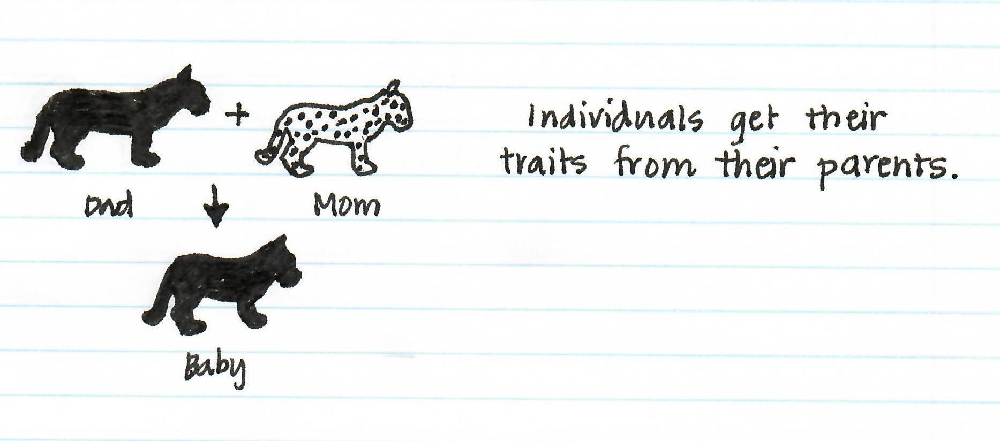 +
Individuals get their
traits from their parents.
Dad
Mom
Baby